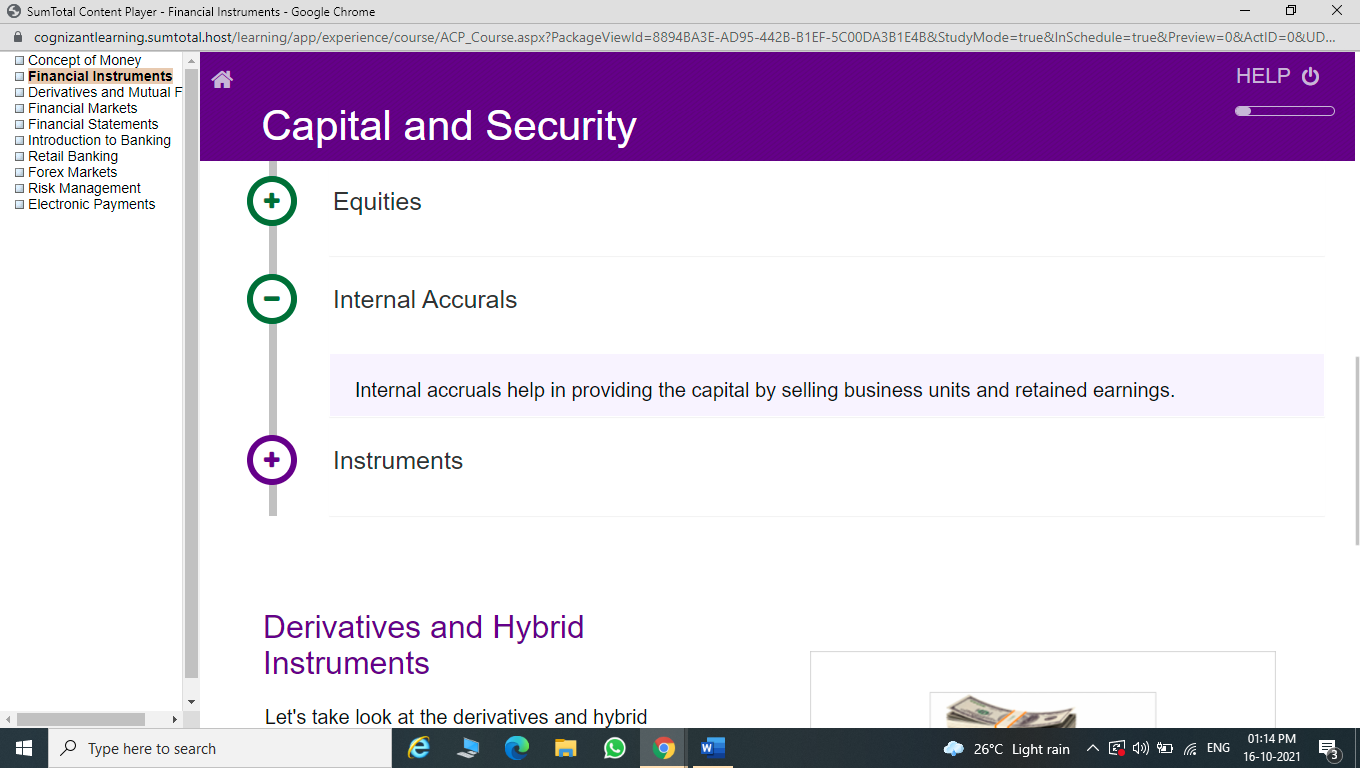 SumTotal Content Player - Financial Instruments - Google Chrome
cognizantlearning.sumtotal.host/learning/app/experience/course/ACP_Course.aspx?PackageViewId=8894BA3E-AD95-442B-B1EF-5C00DA3B1E4B&StudyMode=true&InSchedule=true&Preview=0&ActID=0&UD...
Concept of Money
Financial Instruments
Derivatives and Mutual F
Financial Markets
Financial Statements
Introduction to Banking
Retail Banking
Forex Markets
Risk Management
Electronic Payments
HELP
Capital and Security
Equities
Internal Accurals
Internal accruals help in providing the capital by selling business units and retained earnings.
Instruments
Derivatives and Hybrid
Instruments
Let's take look at the derivatives and hybrid
Type here to search
26°C Light rain
ENG
01:14 PM
16-10-2021
3